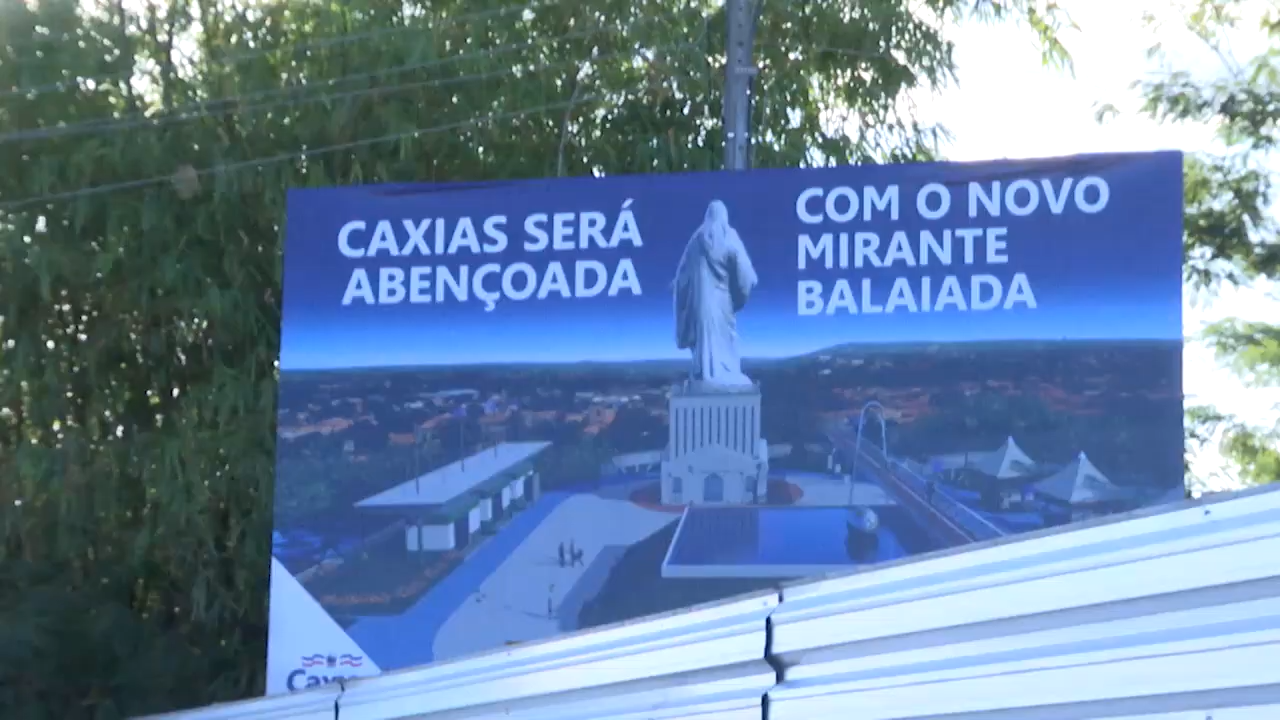 CAXIAS SERÁ
ABENÇOADA
COM O NOVO
MIRANTE
BALAIADA